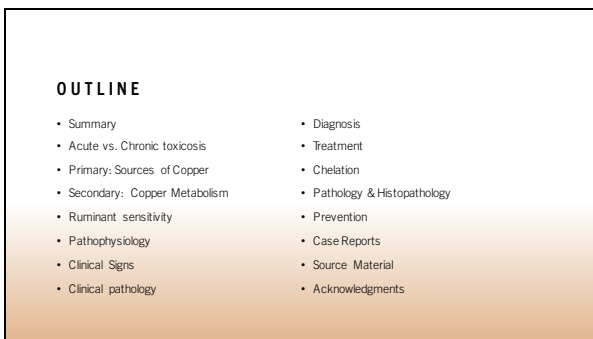 OUTLINE
• Summary
• Acute vs. Chronic toxicosis
• Primary: Sources of Copper
• Secondary: Copper Metabolism
• Ruminant sensitivity
• Pathophysiology
• Clinical Signs
• Clinical pathology
• Diagnosis
• Treatment
• Chelation
• Pathology & Histopathology
• Prevention
• Case Reports
• Source Material
• Acknowledgments